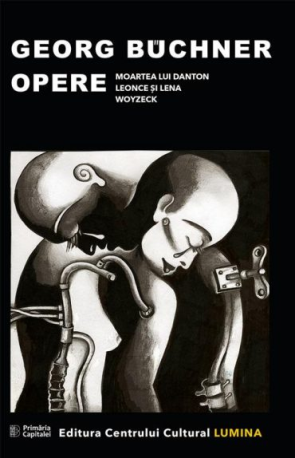 GEORG BÜCHNER
OPERE
MOARTEA LUI DANTON
LEONCE ȘI LENA
WOYZECK
Primăria
Capitalei
Editura Centrului Cultural LUMINA